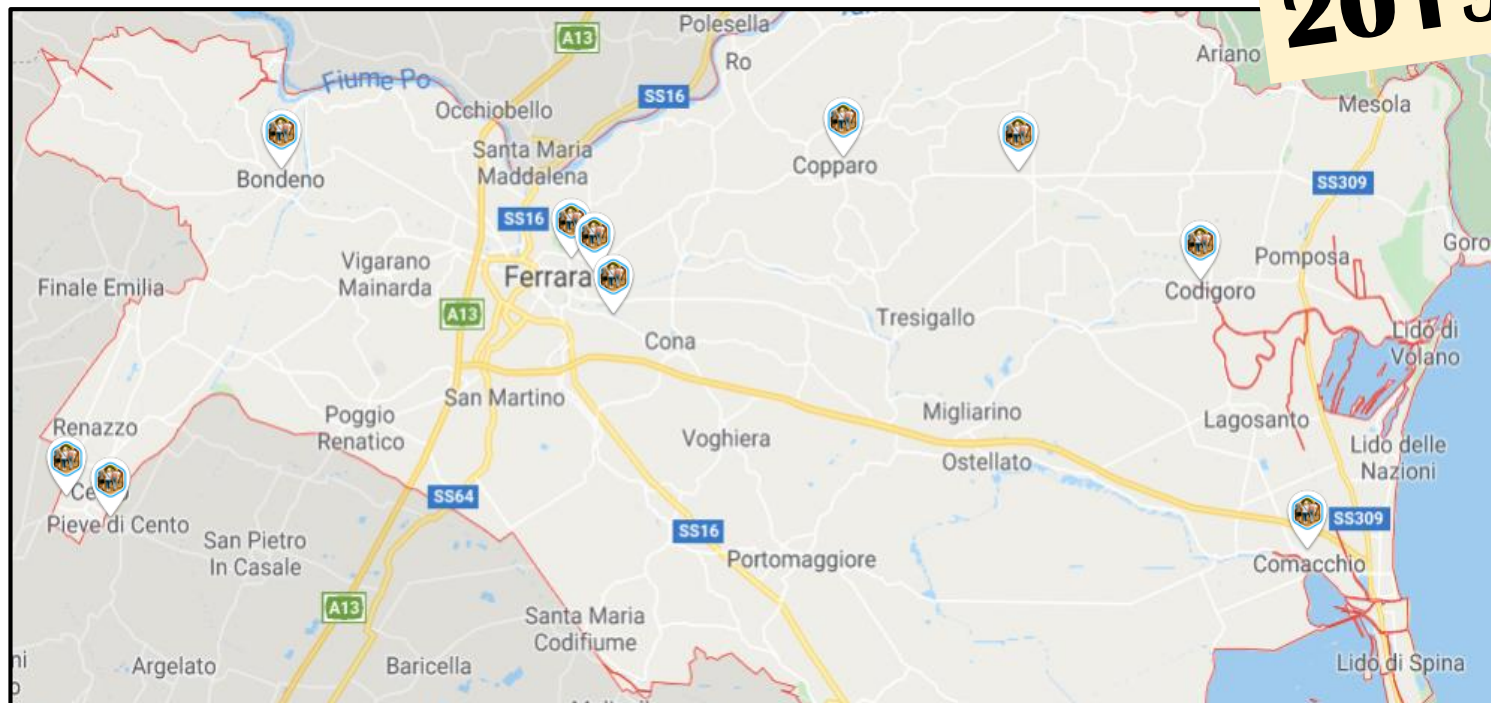 2015
Polesella
Ro
Ariano
A13
Fiume Po
SS16
Occhiobello
Mesola
Santa Maria
Maddalena
Bondeno
Copparo
SS309
SS16
Goro
Vigarano
Mainarda
Ferrara
Pomposa
Finale Emilia
Codigoro
A13
Tresigallo
Cona
Lido di
Volano
San Martino
Poggio
Renatico
Migliarino
Lagosanto
Renazzo
Voghiera
Lido delle
Nazioni
Ostellato
SS64
Pieve di Cento
SS309
SS16
San Pietro
In Casale
Portomaggiore
Comacchio
A13
Santa Maria
Codifiume
Argelato
Baricella
Lido di Spina